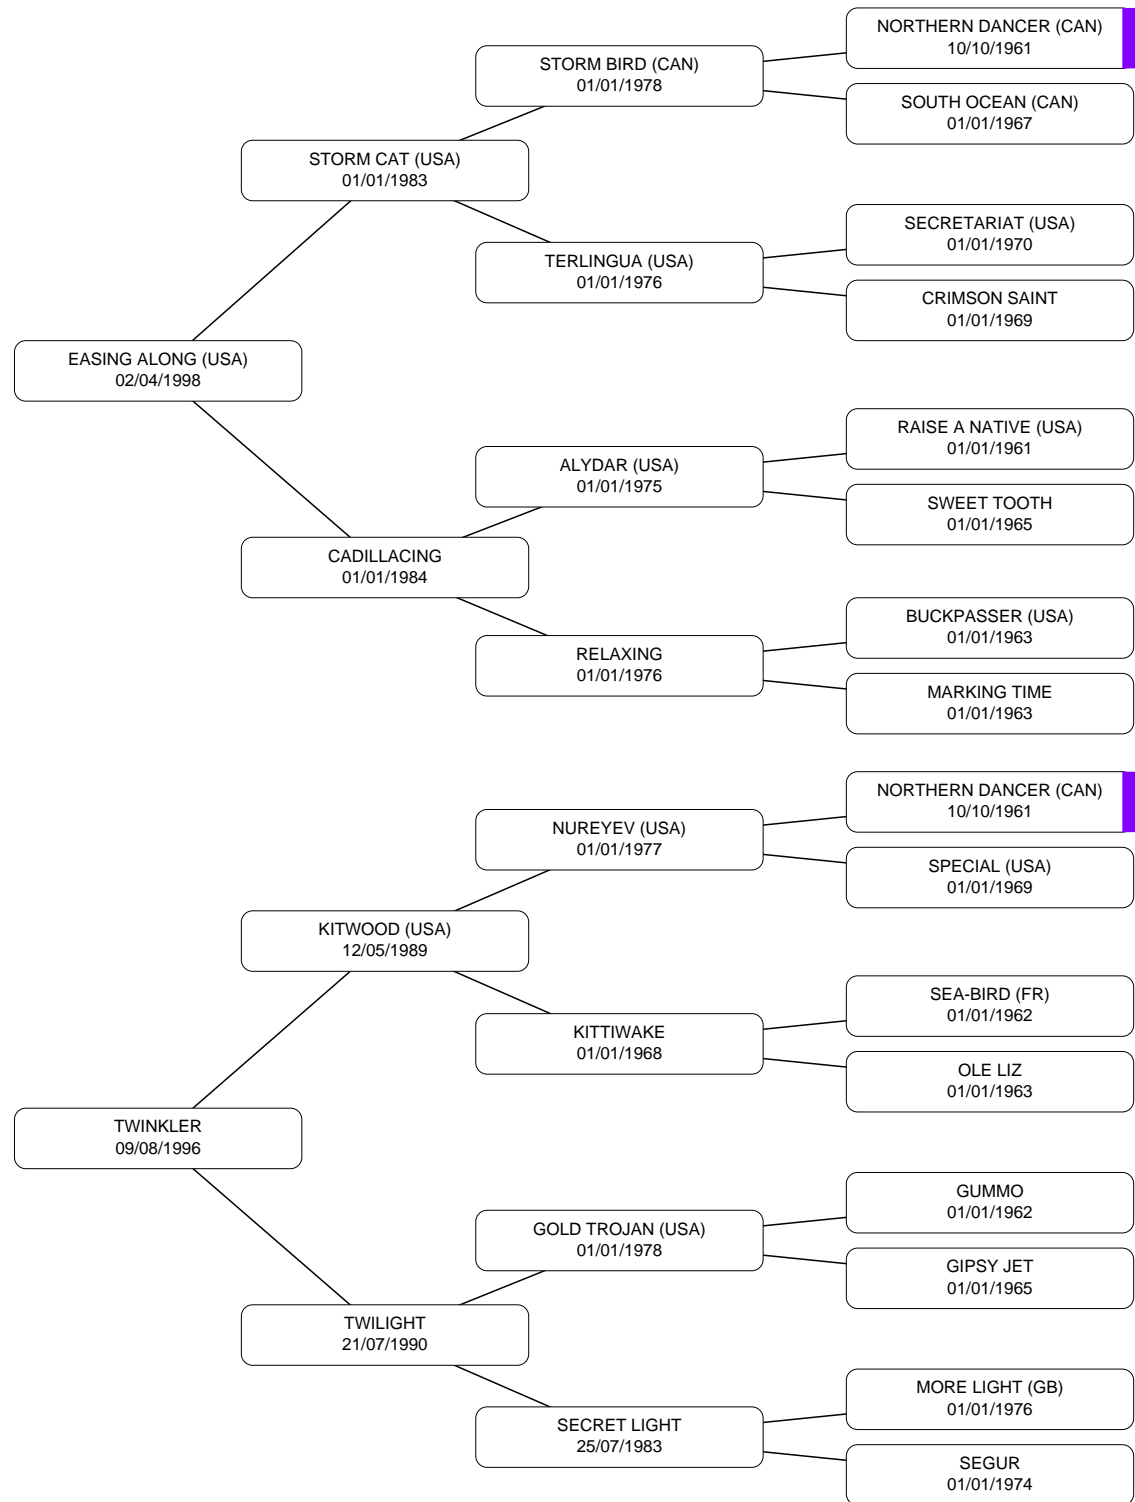 NORTHERN DANCER (CAN)
10/10/1961
STORM BIRD (CAN)
01/01/1978
SOUTH OCEAN (CAN)
01/01/1967
STORM CAT (USA)
01/01/1983
SECRETARIAT (USA)
01/01/1970
TERLINGUA (USA)
01/01/1976
CRIMSON SAINT
01/01/1969
EASING ALONG (USA)
02/04/1998
RAISE A NATIVE (USA)
01/01/1961
ALYDAR (USA)
01/01/1975
SWEET TOOTH
01/01/1965
CADILLACING
01/01/1984
BUCKPASSER (USA)
01/01/1963
RELAXING
01/01/1976
MARKING TIME
01/01/1963
NORTHERN DANCER (CAN)
10/10/1961
NUREYEV (USA)
01/01/1977
SPECIAL (USA)
01/01/1969
KITWOOD (USA)
12/05/1989
SEA-BIRD (FR)
01/01/1962
KITTIWAKE
01/01/1968
OLE LIZ
01/01/1963
TWINKLER
09/08/1996
GUMMO
01/01/1962
GOLD TROJAN (USA)
01/01/1978
GIPSY JET
01/01/1965
TWILIGHT
21/07/1990
MORE LIGHT (GB)
01/01/1976
SECRET LIGHT
25/07/1983
SEGUR
01/01/1974